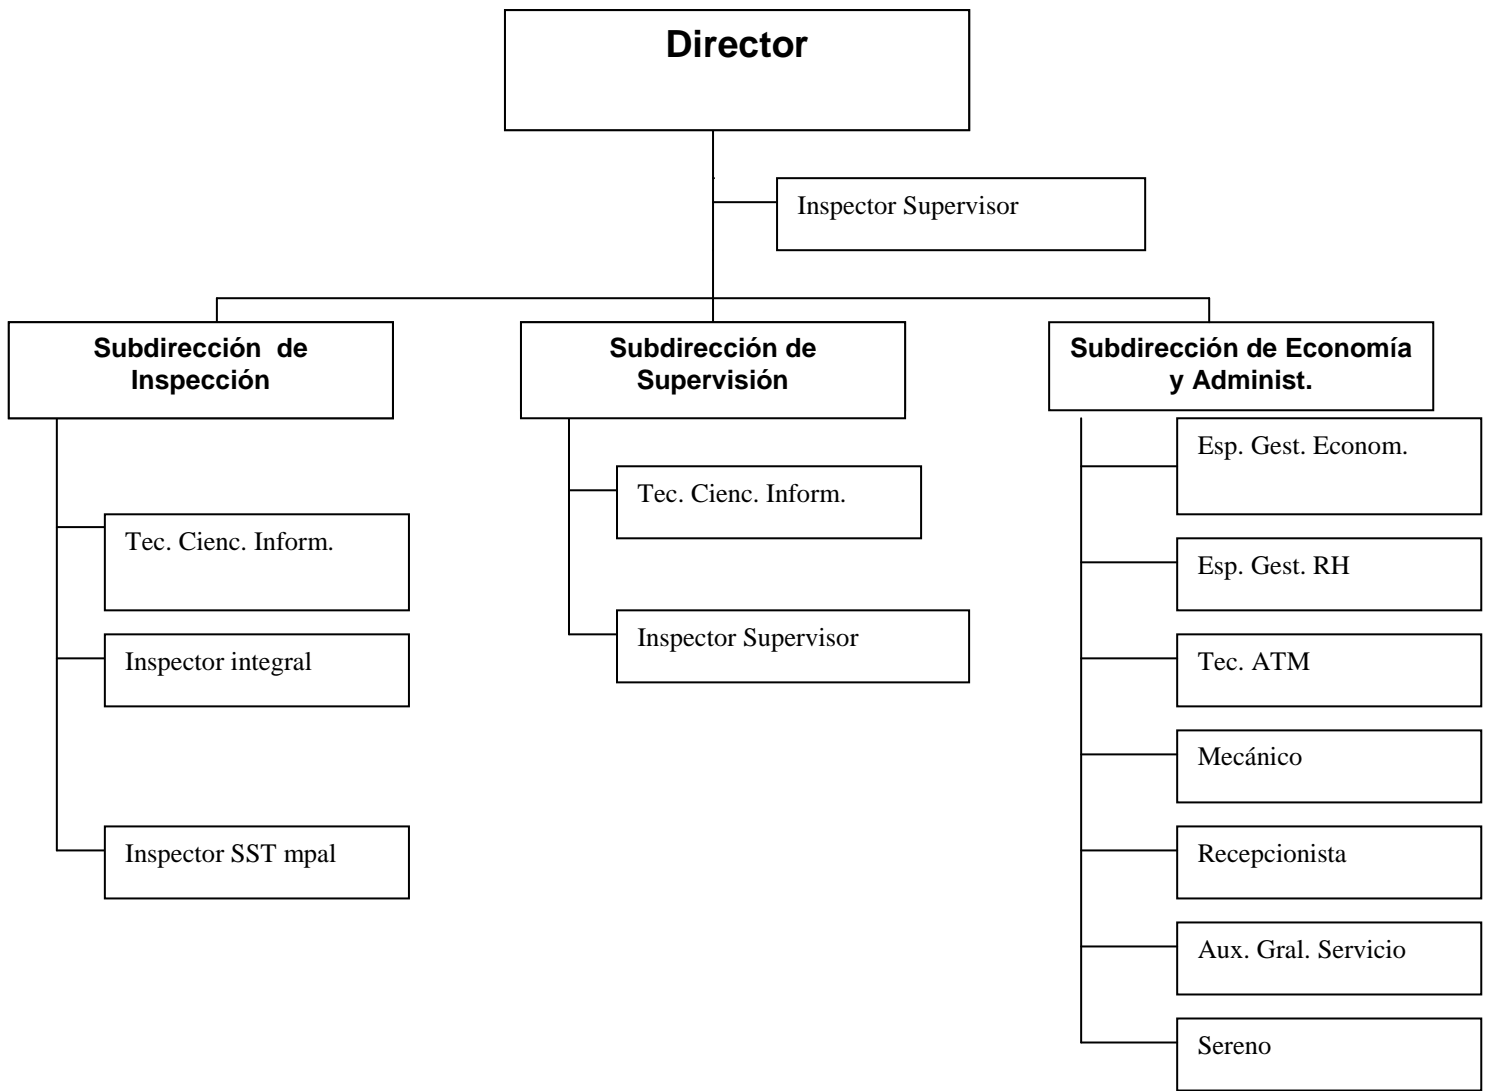 Director
Inspector Supervisor
Subdirección de
Inspección
Tec. Cienc. Inform.
Inspector integral
Inspector SST mpal
Subdirección de
Supervisión
Tec. Cienc. Inform.
Inspector Supervisor
Subdirección de Economía
y Administ.
Esp. Gest. Econom.
Esp. Gest. RH
Tec. ATM
Mecánico
Recepcionista
Aux. Gral. Servicio
Sereno